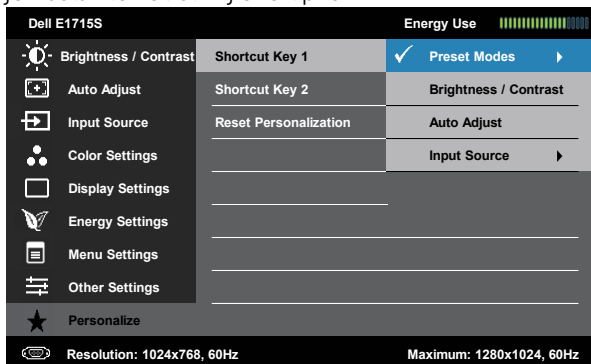 Dell E1715S Energy Use
Brightness / Contrast Shortcut Key 1 Preset Modes
Auto Adjust Shortcut Key 2 Brightness / Contrast
Input Source Reset Personalization Auto Adjust
Color Settings Input Source
Display Settings
Energy Settings
Menu Settings
Other Settings
Personalize
Resolution: 1024x768, 60Hz Maximum: 1280x1024, 60Hz